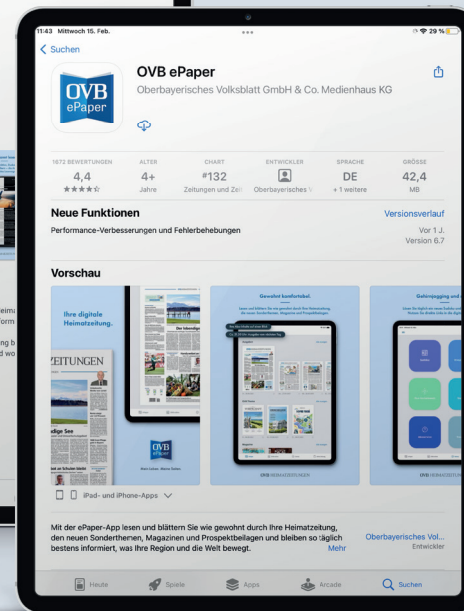 11:43 Mittwoch 15. Feb.
29 %
Suchen
OVB
ePaper
OVB ePaper
Oberbayerisches Volksblatt GmbH & Co. Medienhaus KG
1672 BEWERTUNGEN
ALTER
CHART
ENTWICKLER
SPRACHE
GRÖSSE
4,4
4+
#132
DE
42,4
Jahre
Zeitungen und Zei
Oberbayerisches V
+ 1 weitere
MB
Neue Funktionen
Versionsverlauf
Performance-Verbesserungen und Fehlerbehebungen
Vor 1 J.
Version 6.7
Vorschau
Ihre digitale
Heimatzeitung.
ZEITUNGEN
OVB
ePaper
Gewohnt komfortabel.
OVB HEIMATZEITUNGEN
iPad- und iPhone-Apps
Mit der ePaper-App lesen und blättern Sie wie gewohnt durch Ihre Heimatzeitung,
den neuen Sonderthemen, Magazinen und Prospektbeilagen und bleiben so täglich
bestens informiert, was Ihre Region und die Welt bewegt.
Mehr
Oberbayerisches Vol...
Entwickler
Heute
Spiele
Apps
Arcade
Suchen